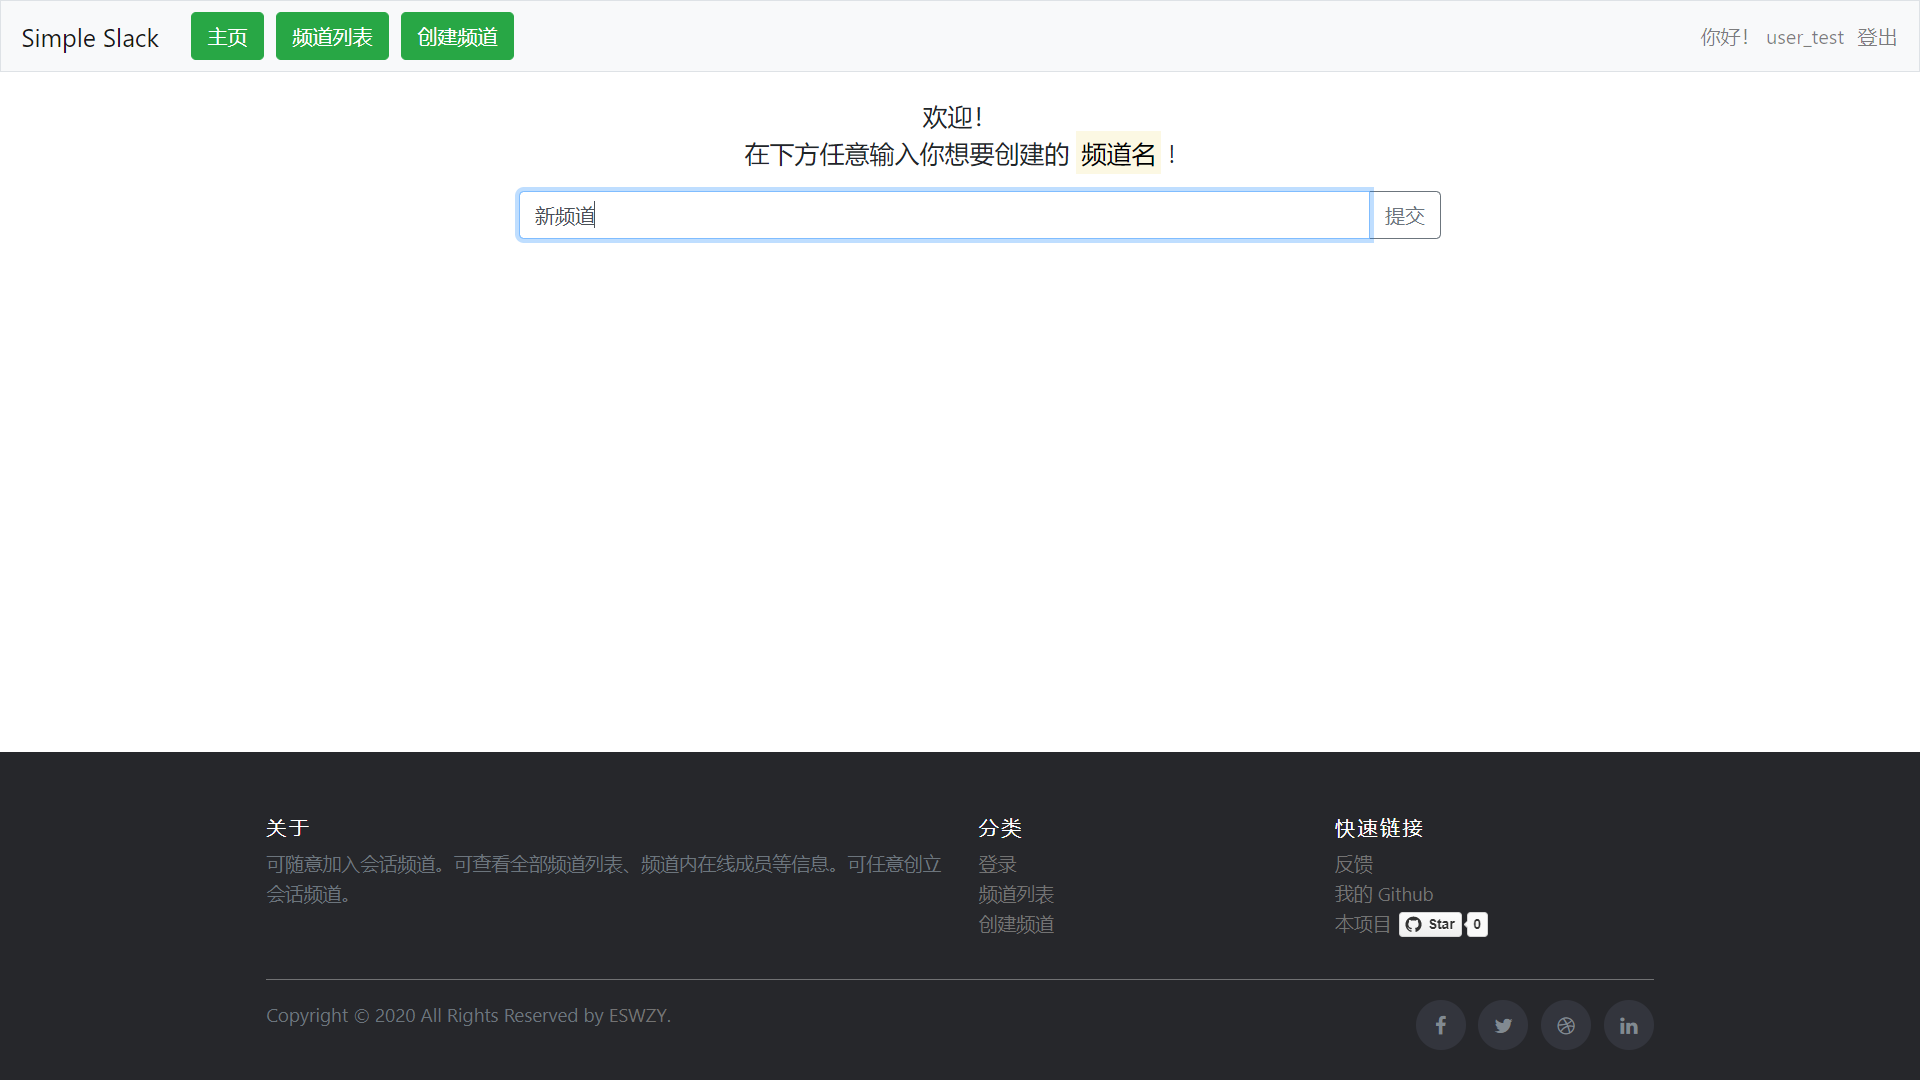 Simple Slack 主页 频道列表 创建频道 你好! user_test 登出
欢迎!
在下方任意输入你想要创建的 频道名 !
新频道 提交
关于
可随意加入会话频道。可查看全部频道列表、频道内在线成员等信息。可任意创立
会话频道。
分类
登录
频道列表
创建频道
快速链接
反馈
我的 Github
本项目 Star 0
Copyright © 2020 All Rights Reserved by ESWZY.